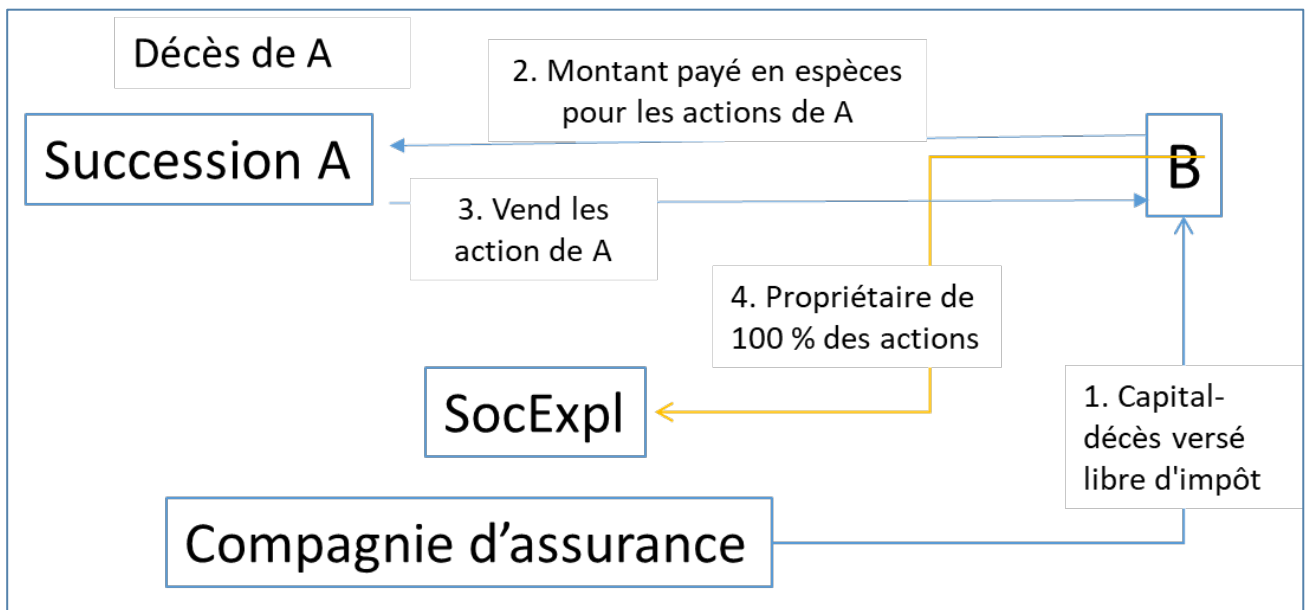 Décès de A
2. Montant payé en espèces
pour les actions de A
Succession A
B
3. Vend les
action de A
4. Propriétaire de
100 % des actions
SocExpl
1. Capital-
décès versé
libre d'impôt
Compagnie d’assurance